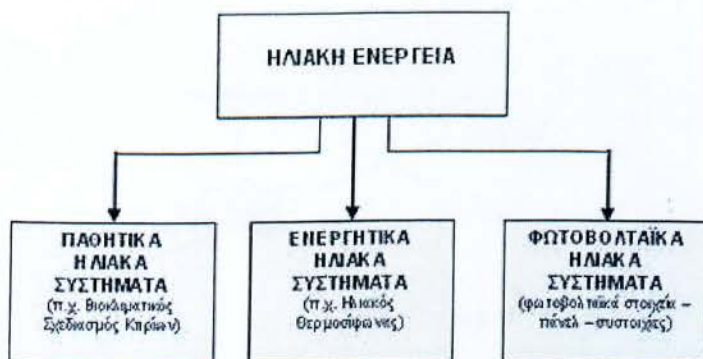 ΗΛΙΑΚΗ ΕΝΕΡΓΕΙΑ
ΠΑΘΗΤΙΚΑ
ΗΛΙΑΚΑ
ΣΥΣΤΗΜΑΤΑ
(π.χ. Βιοκλιματικός
Σχεδιασμός Κτιρίων)
ΕΝΕΡΓΗΤΙΚΑ
ΗΛΙΑΚΑ
ΣΥΣΤΗΜΑΤΑ
(π.χ. Ηλιακός
Θερμοσίφωνας)
ΦΩΤΟΒΟΛΤΑΪΚΑ
ΗΛΙΑΚΑ
ΣΥΣΤΗΜΑΤΑ
(φωτοβολταϊκά στοιχεία –
πάνελ – συστοιχίες)